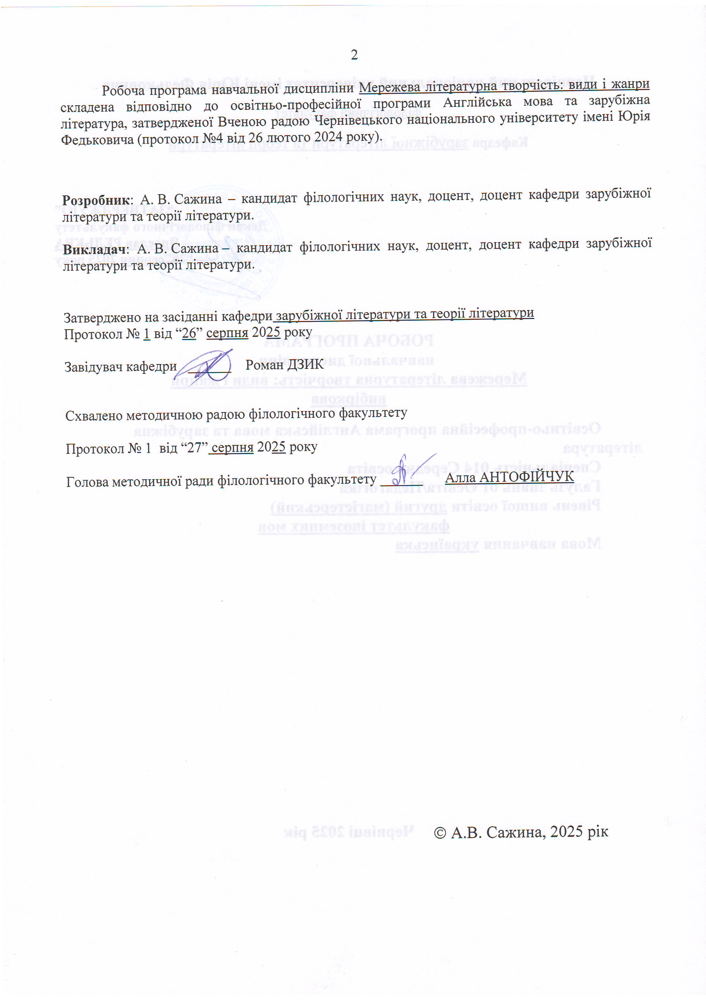 2
Робоча програма навчальної дисципліни Мережева літературна творчість: види і жанри
складена відповідно до освітньо-професійної програми Англійська мова та зарубіжна
література, затвердженої Вченою радою Чернівецького національного університету імені Юрія
Федьковича (протокол №4 від 26 лютого 2024 року).
Розробник: А. В. Сажина – кандидат філологічних наук, доцент, доцент кафедри зарубіжної
літератури та теорії літератури.
Викладач: А. В. Сажина – кандидат філологічних наук, доцент, доцент кафедри зарубіжної
літератури та теорії літератури.
Затверджено на засіданні кафедри зарубіжної літератури та теорії літератури
Протокол № 1 від “26” серпня 2025 року
Завідувач кафедри Роман ДЗИК
Схвалено методичною радою філологічного факультету
Протокол № 1 від “27” серпня 2025 року
Голова методичної ради філологічного факультету Алла АНТОФІЙЧУК
© А.В. Сажина, 2025 рік